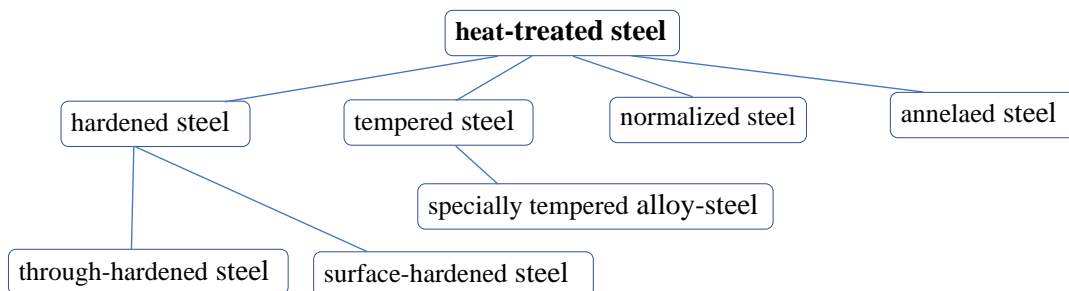 heat-treated steel
hardened steel
tempered steel
normalized steel
annelaed steel
specially tempered alloy-steel
through-hardened steel
surface-hardened steel